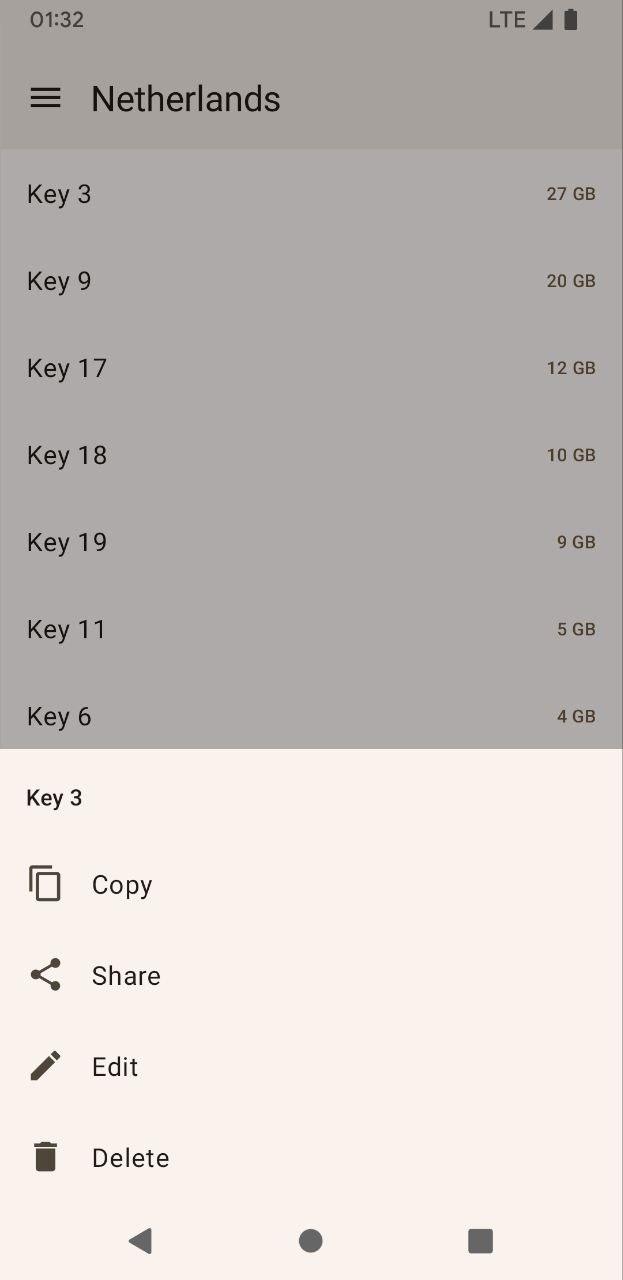 01:32 LTE
Netherlands
Key 3 27 GB
Key 9 20 GB
Key 17 12 GB
Key 18 10 GB
Key 19 9 GB
Key 11 5 GB
Key 6 4 GB
Key 3
Copy
Share
Edit
Delete